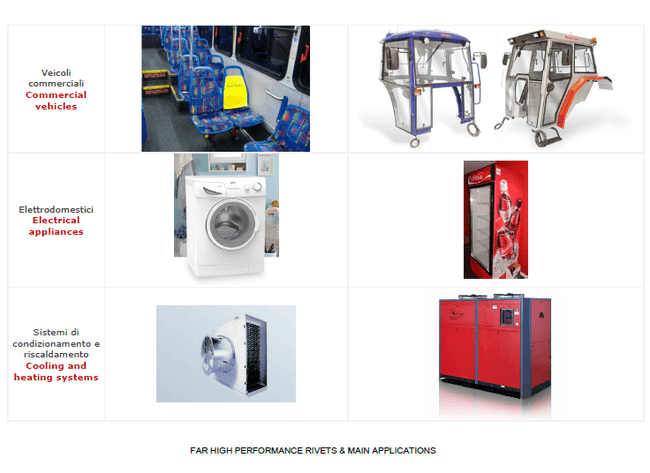 Veicoli
commerciali
Commercial
vehicles
Elettrodomestici
Electrical
appliances
Sistemi di
condizionamento e
riscaldamento
Cooling and
heating systems
FAR HIGH PERFORMANCE RIVETS & MAIN APPLICATIONS